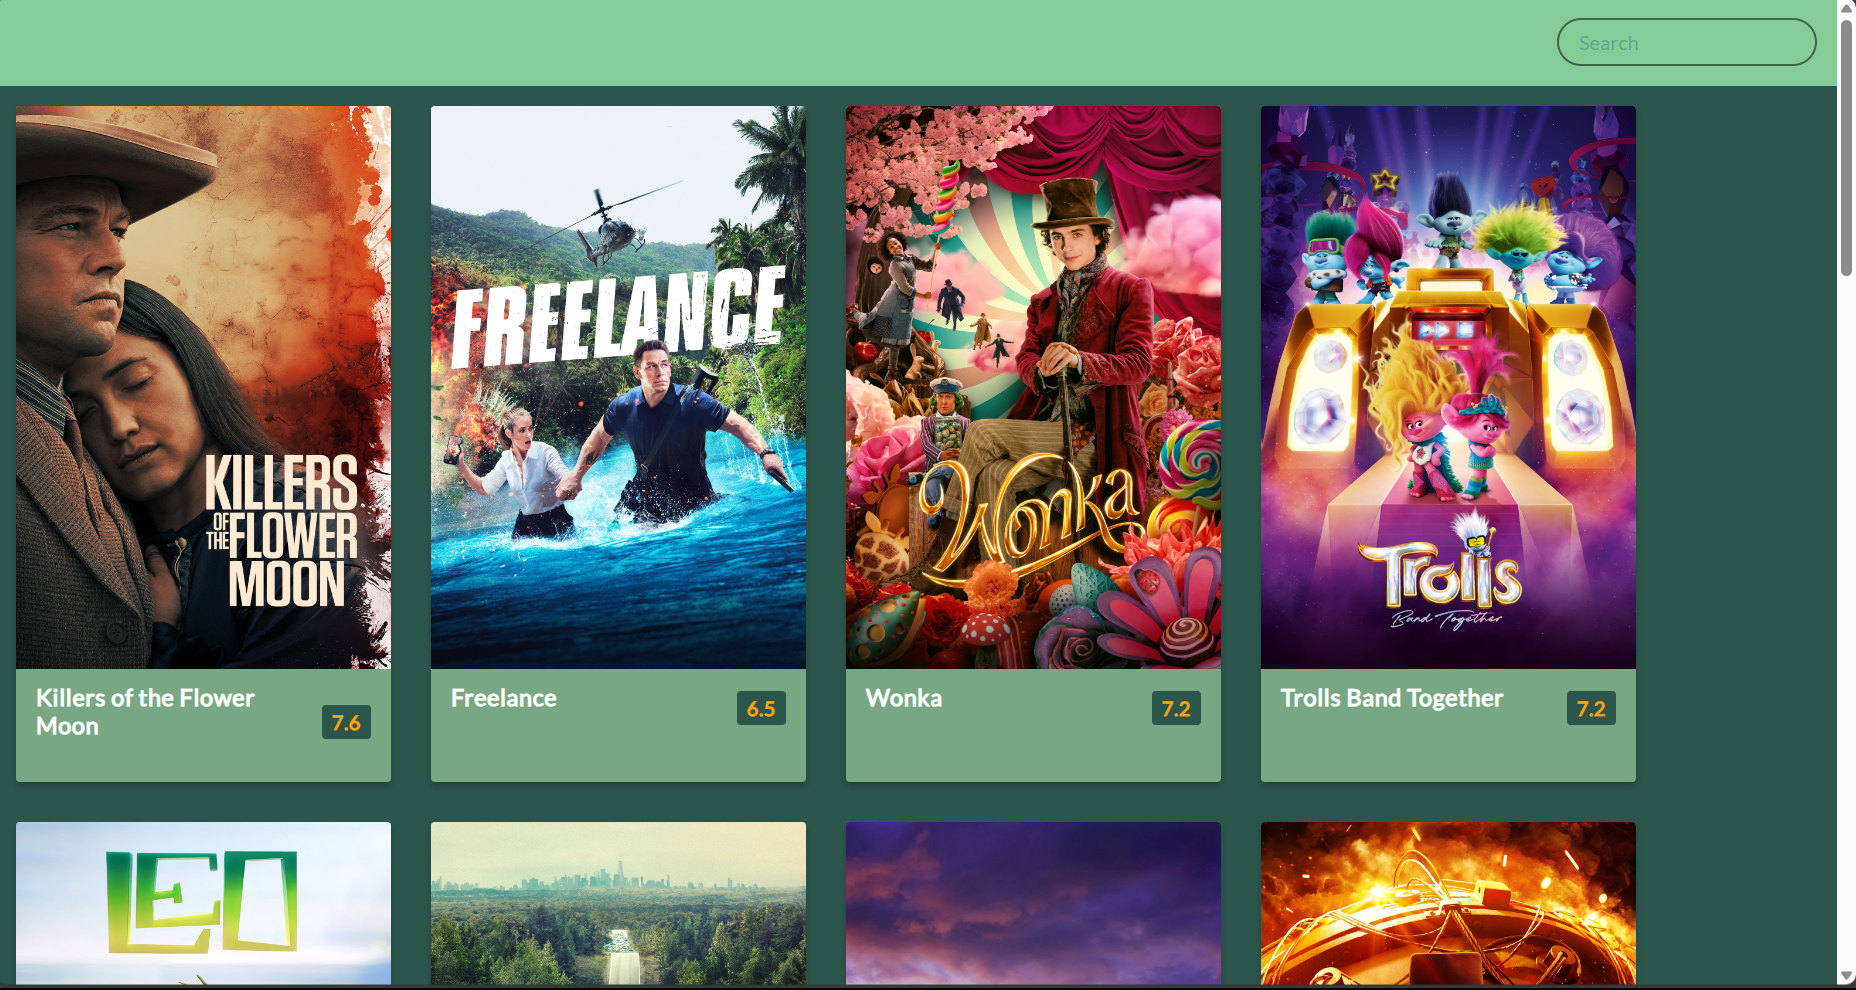 Search
KILLERS
OF THE FLOWER
MOON
FREELANCE
Wonka
Trolls
Band Together
Killers of the Flower
Moon
7.6
Freelance
6.5
Wonka
7.2
Trolls Band Together
7.2
LEO